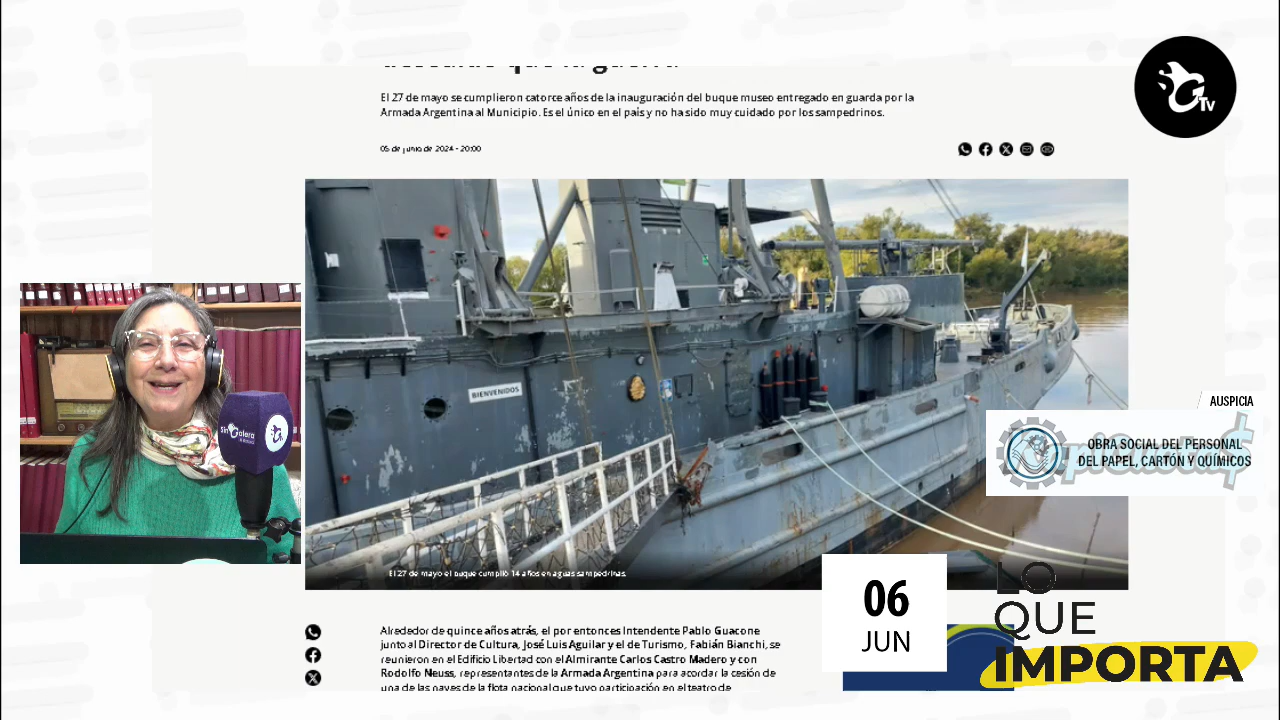 El 27 de mayo se cumplieron catorce años de la inauguración del buque museo entregado en guarda por la
Armada Argentina al Municipio. Es el único en el país y no ha sido muy cuidado por los sampedrinos.
05 de junio de 2024 - 20:00
G TV
BIENVENIDOS
Sin Galera
AUSPICIA
OBRA SOCIAL DEL PERSONAL
DEL PAPEL, CARTÓN Y QUÍMICOS
El 27 de mayo el buque cumplió 14 años en aguas sampedrinas.
06
JUN
LO
QUE
IMPORTA
Alrededor de quince años atrás, el por entonces Intendente Pablo Guacone
junto al Director de Cultura, José Luis Aguilar y el de Turismo, Fabián Bianchi, se
reunieron en el Edificio Libertad con el Almirante Carlos Castro Madero y con
Rodolfo Neuss, representantes de la Armada Argentina para acordar la cesión de
una de las naves de la flota nacional que tuvo participación en el teatro de